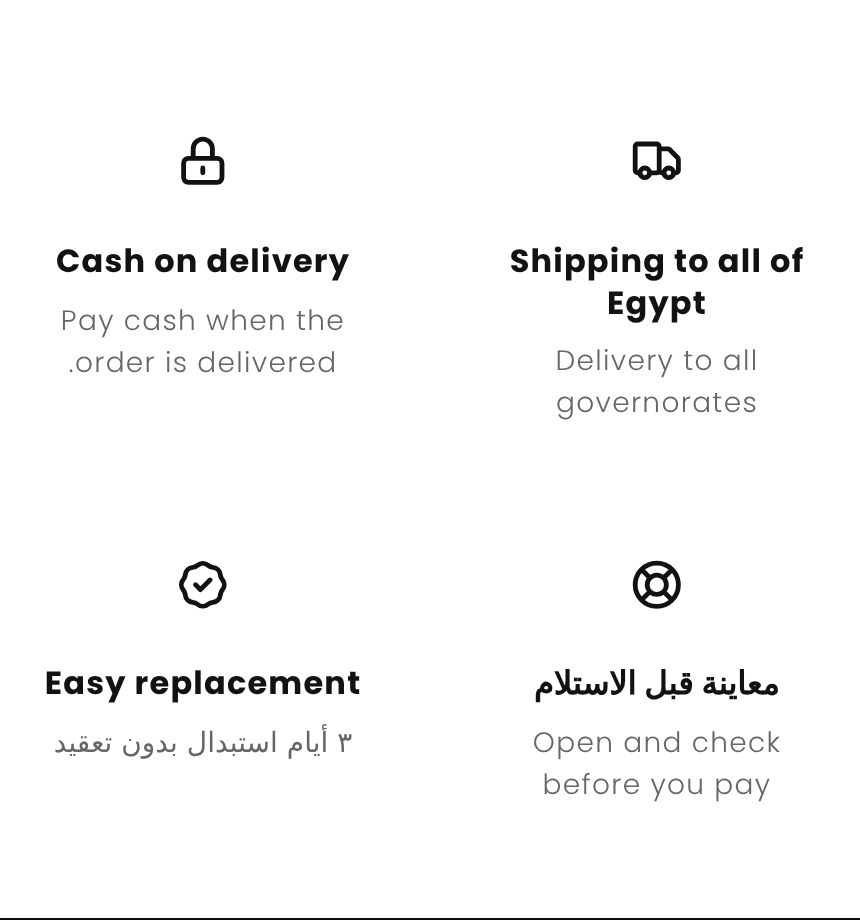 Cash on delivery
Pay cash when the
.order is delivered
Shipping to all of
Egypt
Delivery to all
governorates
Easy replacement
٣ أيام استبدال بدون تعقيد
معاينة قبل الاستلام
Open and check
before you pay